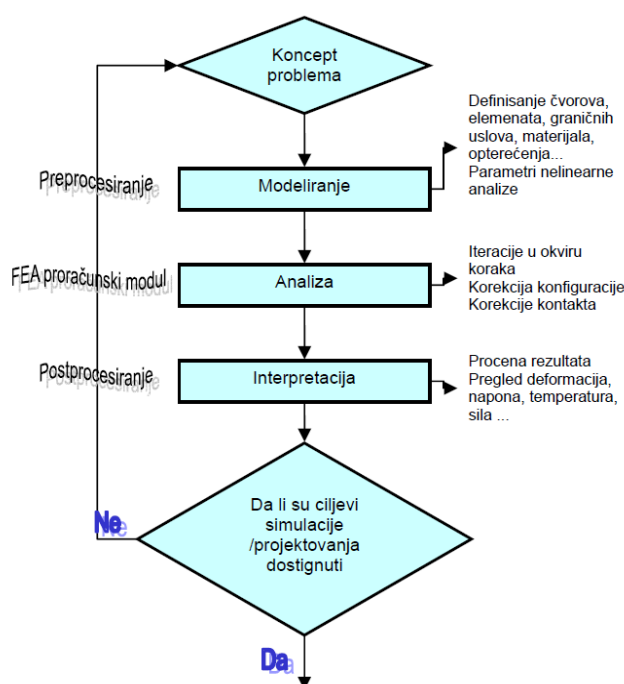 Koncept
problema
Definisanje čvorova,
elemenata, graničnih
uslova, materijala,
opterećenja...
Parametri nelinearne
analize
Preprocesiranje
Modeliranje
FEA proračunski modul
Analiza
Iteracije u okviru
koraka
Korekcija konfiguracije
Korekcije kontakta
Postprocesiranje
Interpretacija
Procena rezultata
Pregled deformacija,
napona, temperatura,
sila ...
Da li su ciljevi
simulacije
/projektovanja
dostignuti
Ne
Da